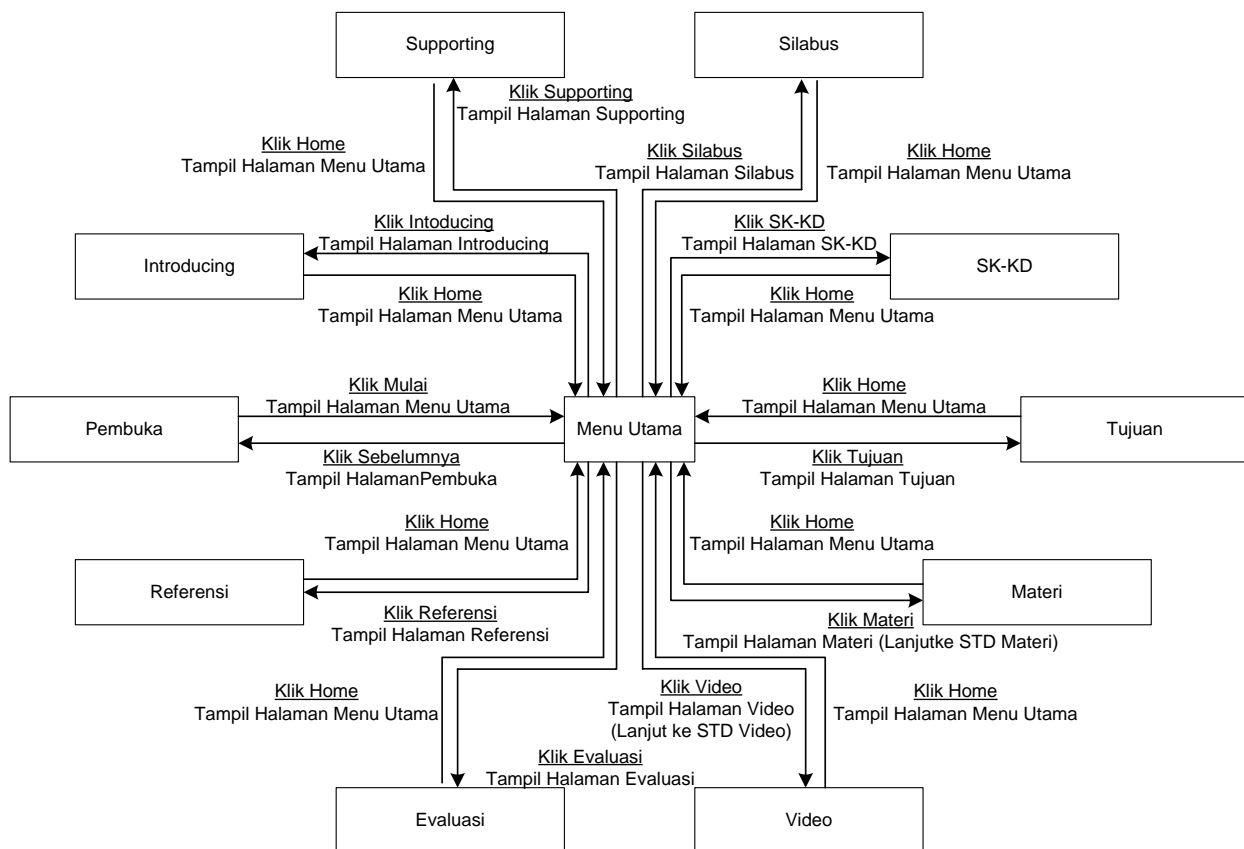 Supporting
Silabus
Klik Supporting
Tampil Halaman Supporting
Klik Home
Tampil Halaman Menu Utama
Klik Silabus
Tampil Halaman Silabus
Klik Home
Tampil Halaman Menu Utama
Klik Intoducing
Tampil Halaman Introducing
Klik SK-KD
Tampil Halaman SK-KD
Introducing
SK-KD
Klik Home
Tampil Halaman Menu Utama
Klik Home
Tampil Halaman Menu Utama
Klik Mulai
Tampil Halaman Menu Utama
Klik Home
Tampil Halaman Menu Utama
Pembuka
Menu Utama
Tujuan
Klik Sebelumnya
Tampil HalamanPembuka
Klik Tujuan
Tampil Halaman Tujuan
Klik Home
Tampil Halaman Menu Utama
Klik Home
Tampil Halaman Menu Utama
Referensi
Materi
Klik Referensi
Tampil Halaman Referensi
Klik Materi
Tampil Halaman Materi (Lanjutke STD Materi)
Klik Home
Tampil Halaman Menu Utama
Klik Video
Tampil Halaman Video
(Lanjut ke STD Video)
Klik Home
Tampil Halaman Menu Utama
Klik Evaluasi
Tampil Halaman Evaluasi
Evaluasi
Video